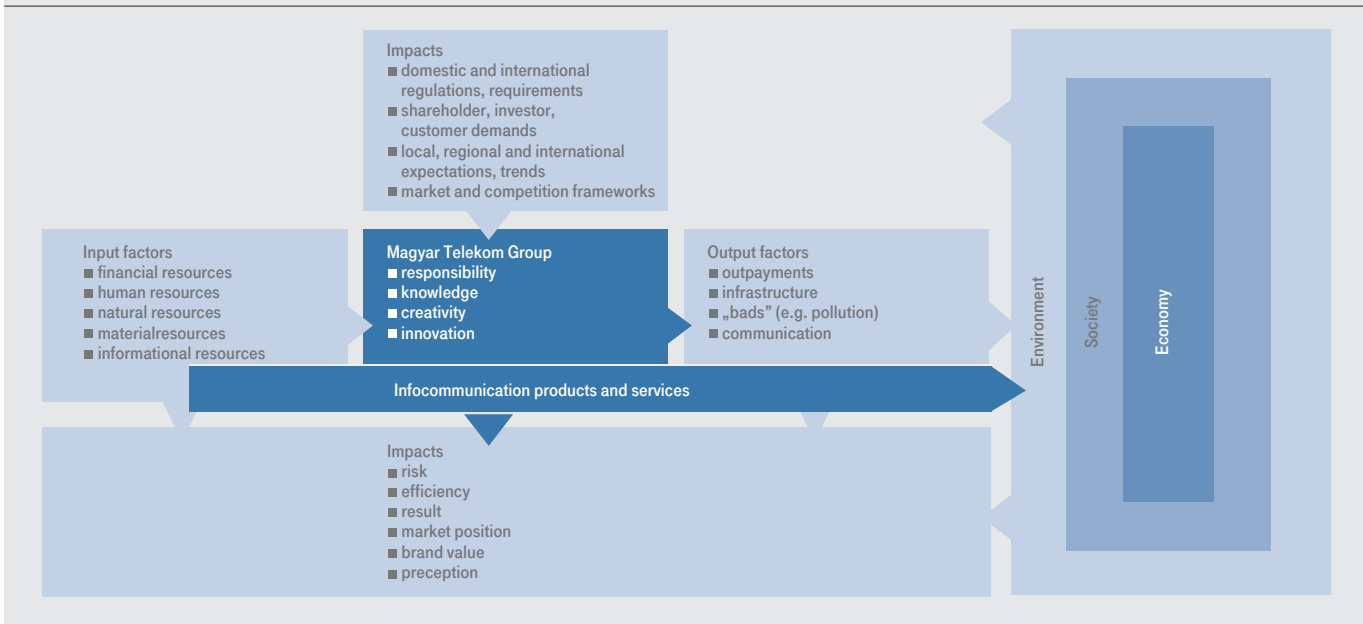 Impacts
■ domestic and international
regulations, requirements
■ shareholder, investor,
customer demands
■ local, regional and international
expectations, trends
■ market and competition frameworks
Input factors
■ financial resources
■ human resources
■ natural resources
■ materialresources
■ informational resources
Magyar Telekom Group
■ responsibility
■ knowledge
■ creativity
■ innovation
Output factors
■ outpayments
■ infrastructure
■ „bads” (e.g. pollution)
■ communication
Infocommunication products and services
Impacts
■ risk
■ efficiency
■ result
■ market position
■ brand value
■ preception
Environment
Society
Economy